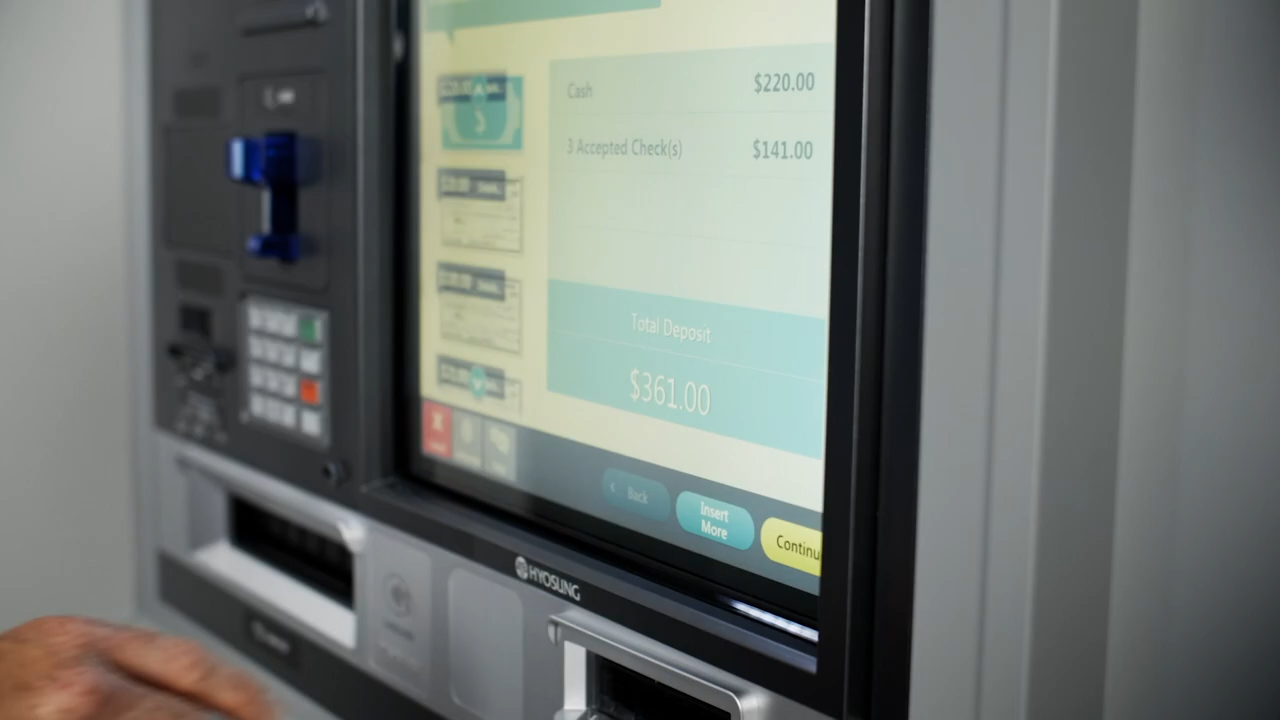 Cash $220.00
3 Accepted Check(s) $141.00
Total Deposit
$361.00
Back
Insert
More
Continu
HYOSUNG